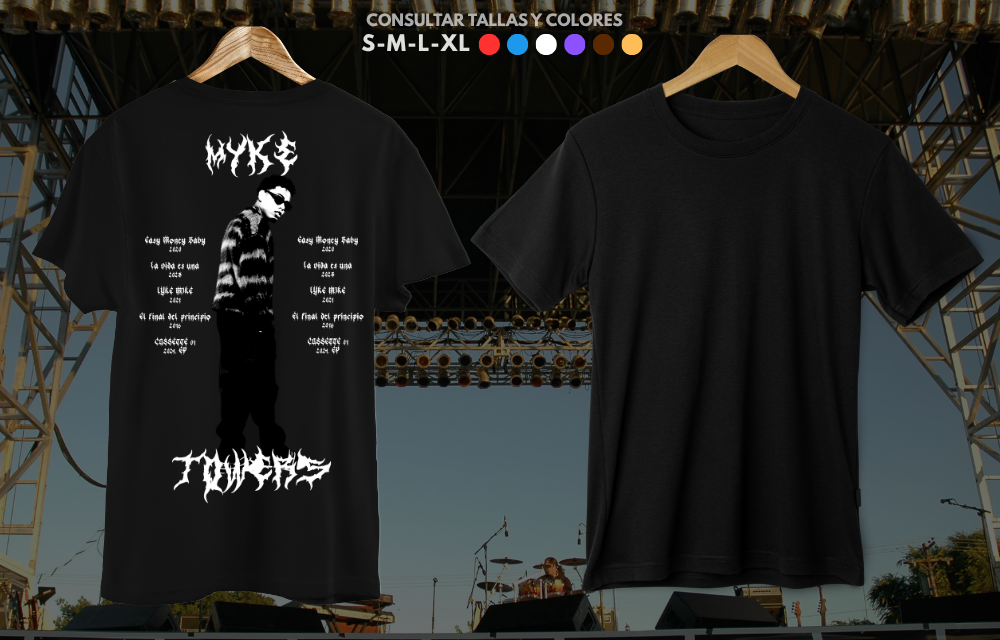 CONSULTAR TALLAS Y COLORES
S-M-L-XL
MYKE
Easy Money Baby
2020
La vida es una
2023
LYKE MIKE
2021
El final del principio
2016
CASSETTE 01
2024 EP
Easy Money Baby
2020
La vida es una
2023
LYKE MIKE
2021
El final del principio
2016
CASSETTE 01
2024 EP
TOWERS